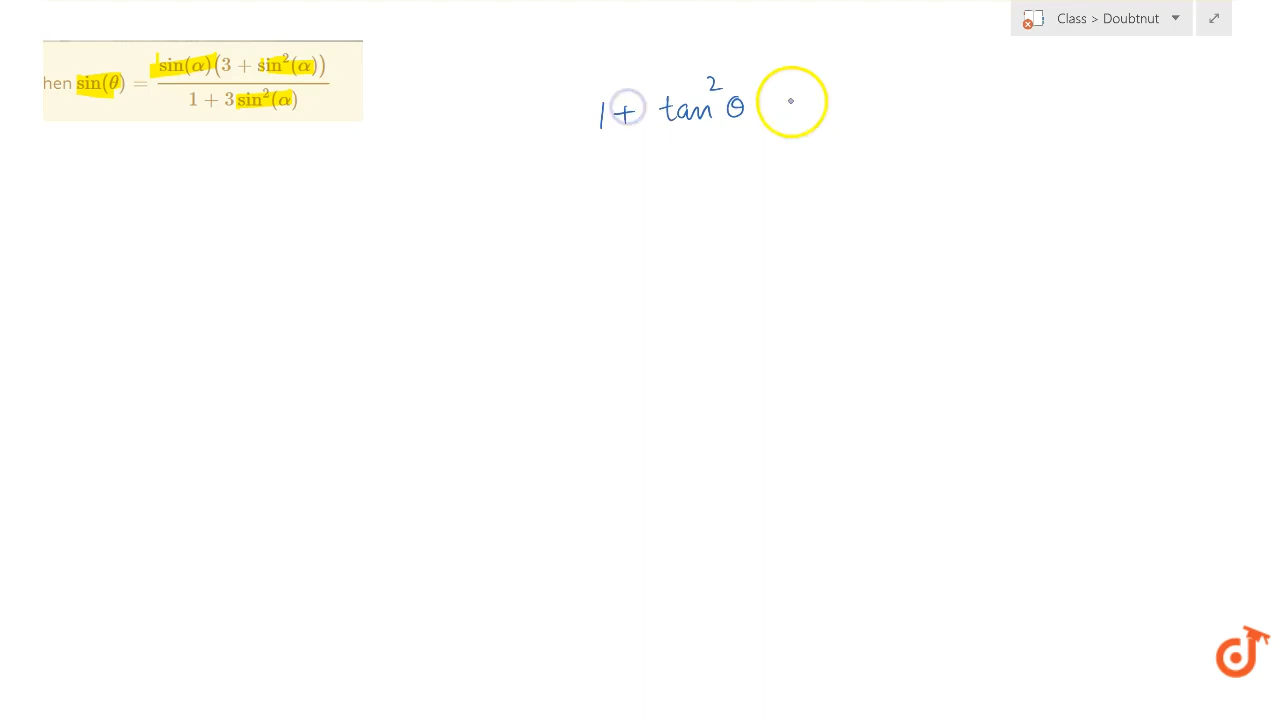 Class > Doubtnut
hen sin(θ) = sin(α)(3 + sin²(α)) / 1 + 3 sin²(α)
1 + tan²θ